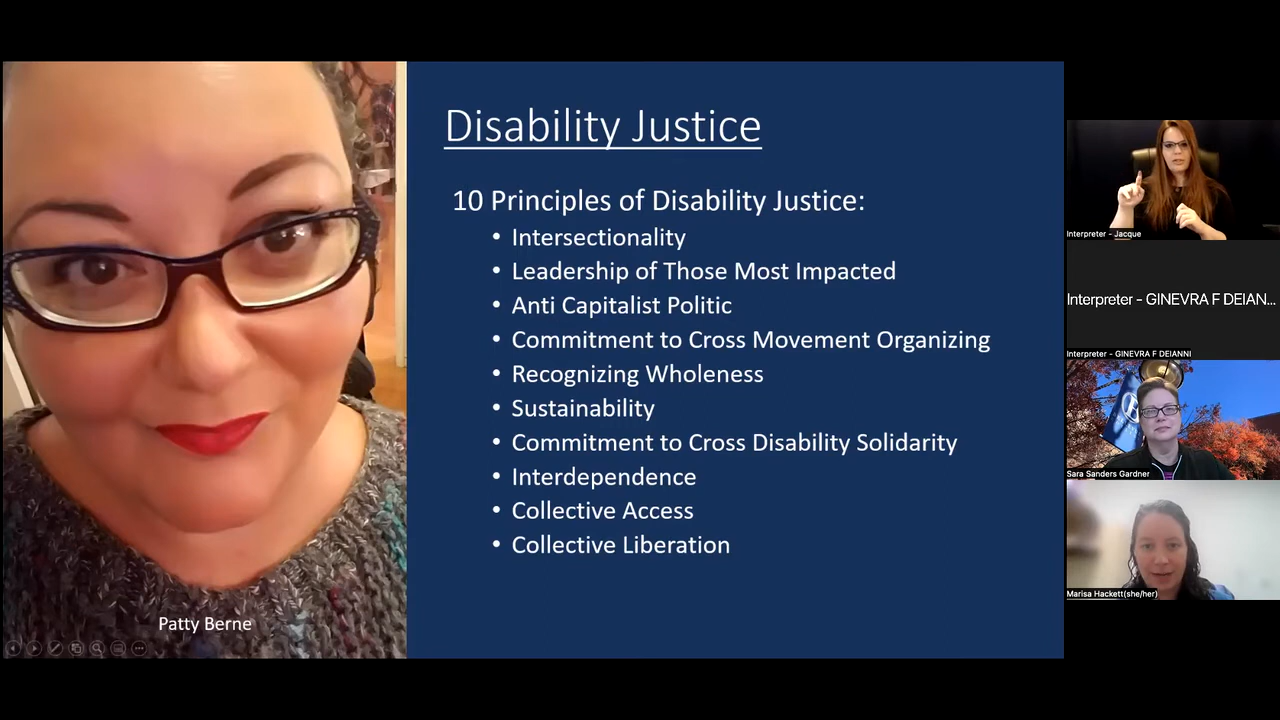 Disability Justice
10 Principles of Disability Justice:
• Intersectionality
• Leadership of Those Most Impacted
• Anti Capitalist Politic
• Commitment to Cross Movement Organizing
• Recognizing Wholeness
• Sustainability
• Commitment to Cross Disability Solidarity
• Interdependence
• Collective Access
• Collective Liberation
Patty Berne
Interpreter - Jacque
Interpreter - GINEVRA F DEIAN...
Interpreter - GINEVRA F DEIANNI
Sara Sanders Gardner
Marisa Hackett(she/her)